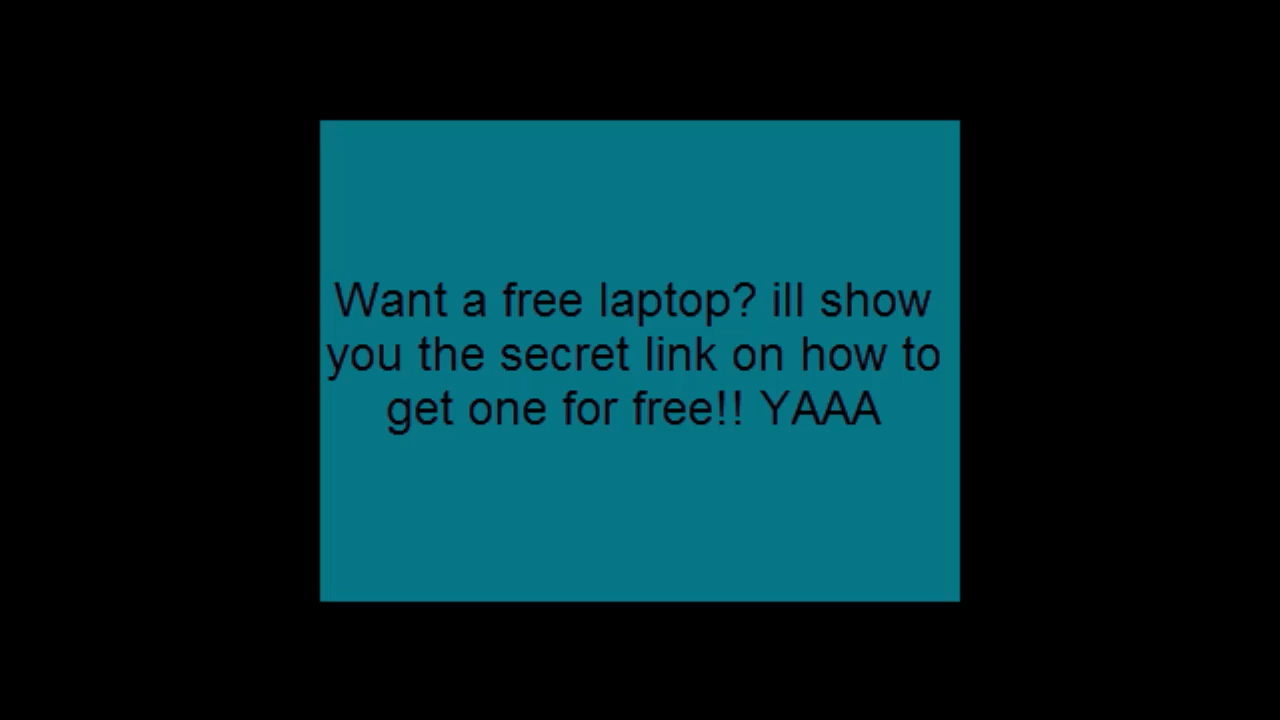 Want a free laptop? ill show
you the secret link on how to
get one for free!! YAAA